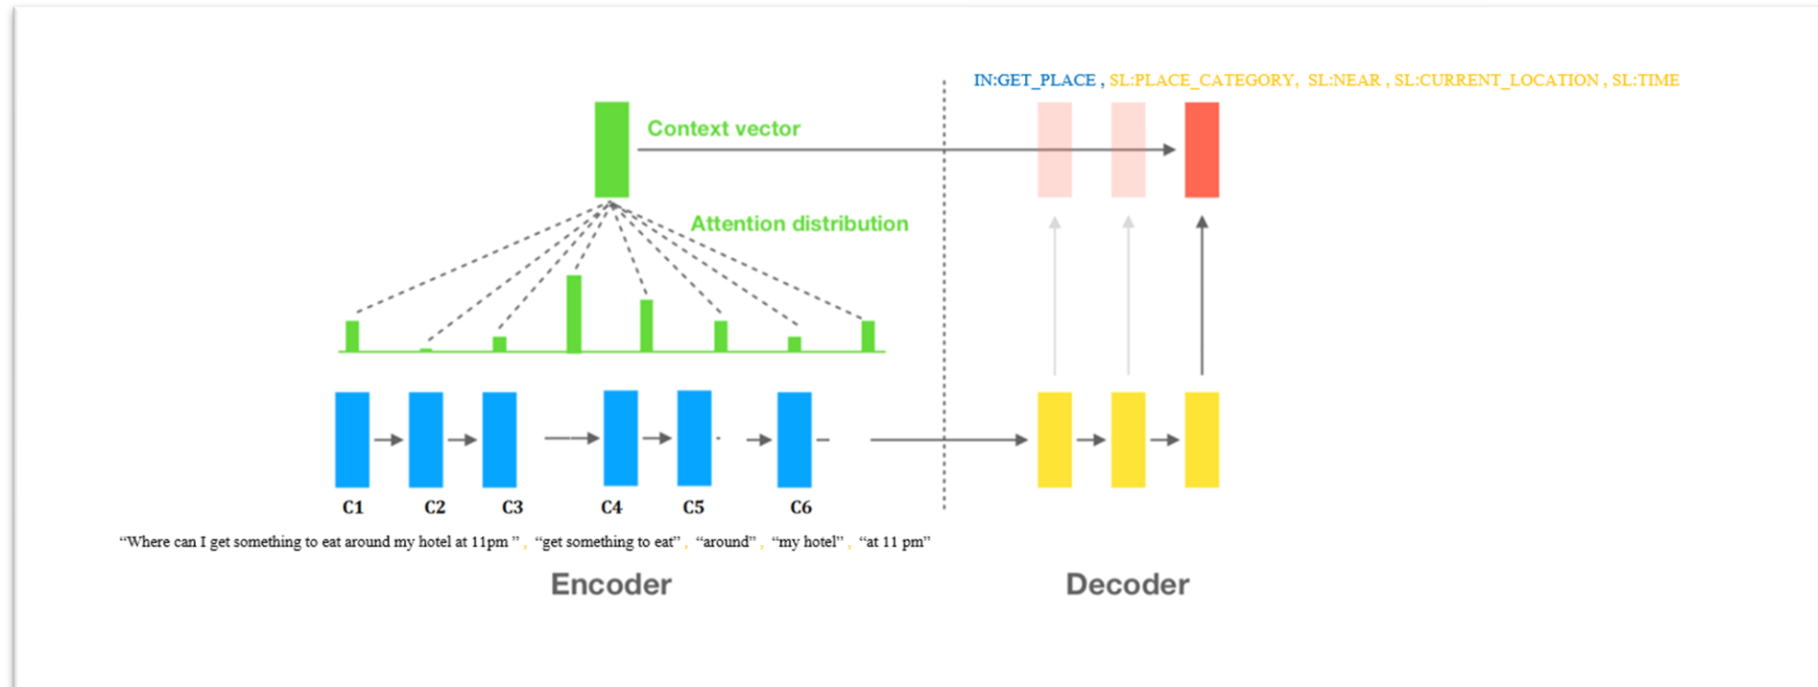 IN:GET_PLACE , SL:PLACE_CATEGORY, SL:NEAR , SL:CURRENT_LOCATION , SL:TIME
Context vector
Attention distribution
C1 C2 C3 C4 C5 C6
“Where can I get something to eat around my hotel at 11pm ” , “get something to eat” , “around” , “my hotel” , “at 11 pm”
Encoder Decoder